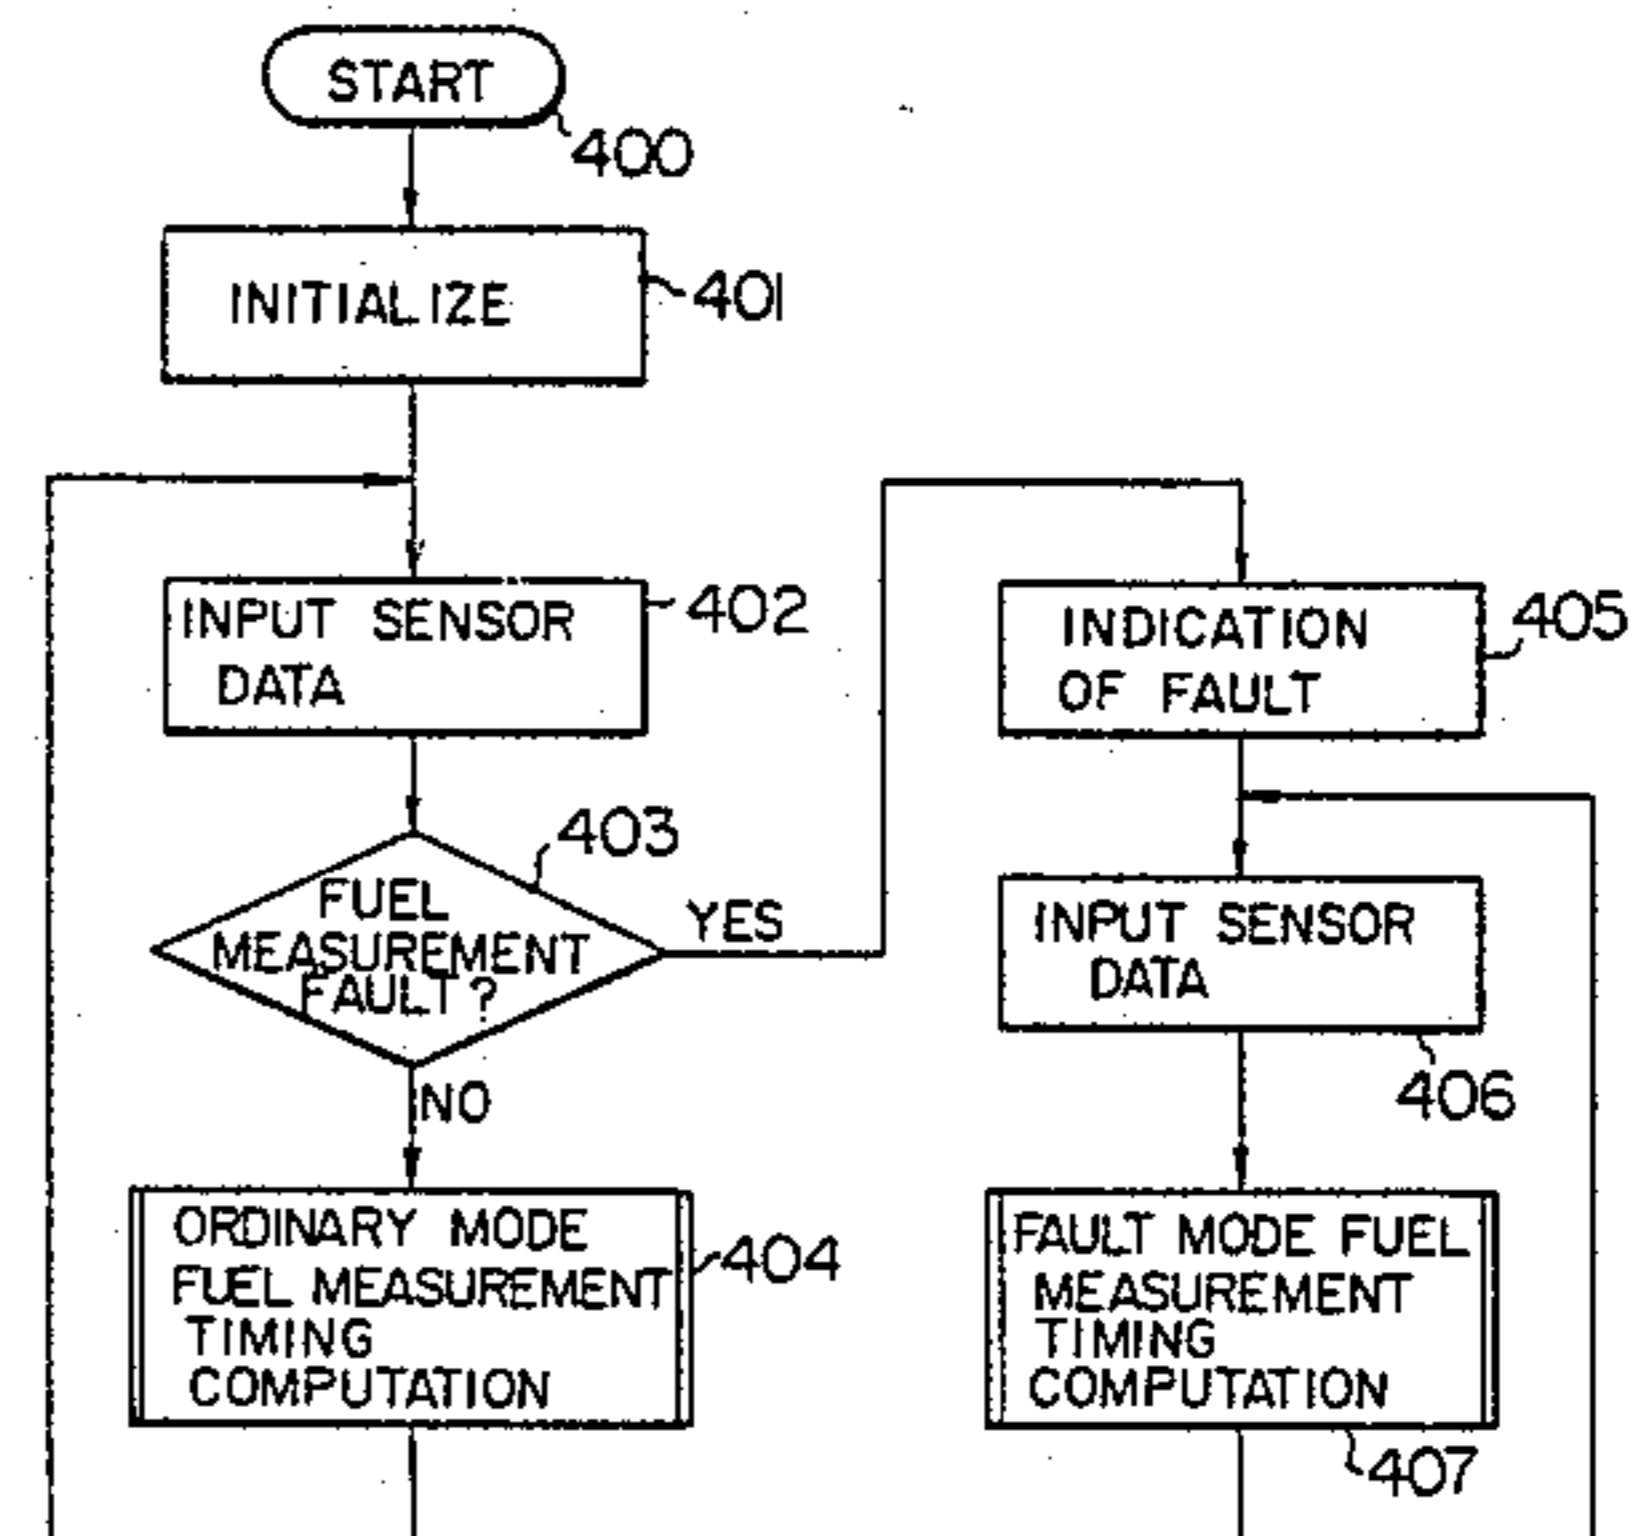 START
400
INITIALIZE
401
INPUT SENSOR
DATA
402
403
FUEL
MEASUREMENT
FAULT?
YES
NO
ORDINARY MODE
FUEL MEASUREMENT
TIMING
COMPUTATION
404
INDICATION
OF FAULT
405
INPUT SENSOR
DATA
406
FAULT MODE FUEL
MEASUREMENT
TIMING
COMPUTATION
407